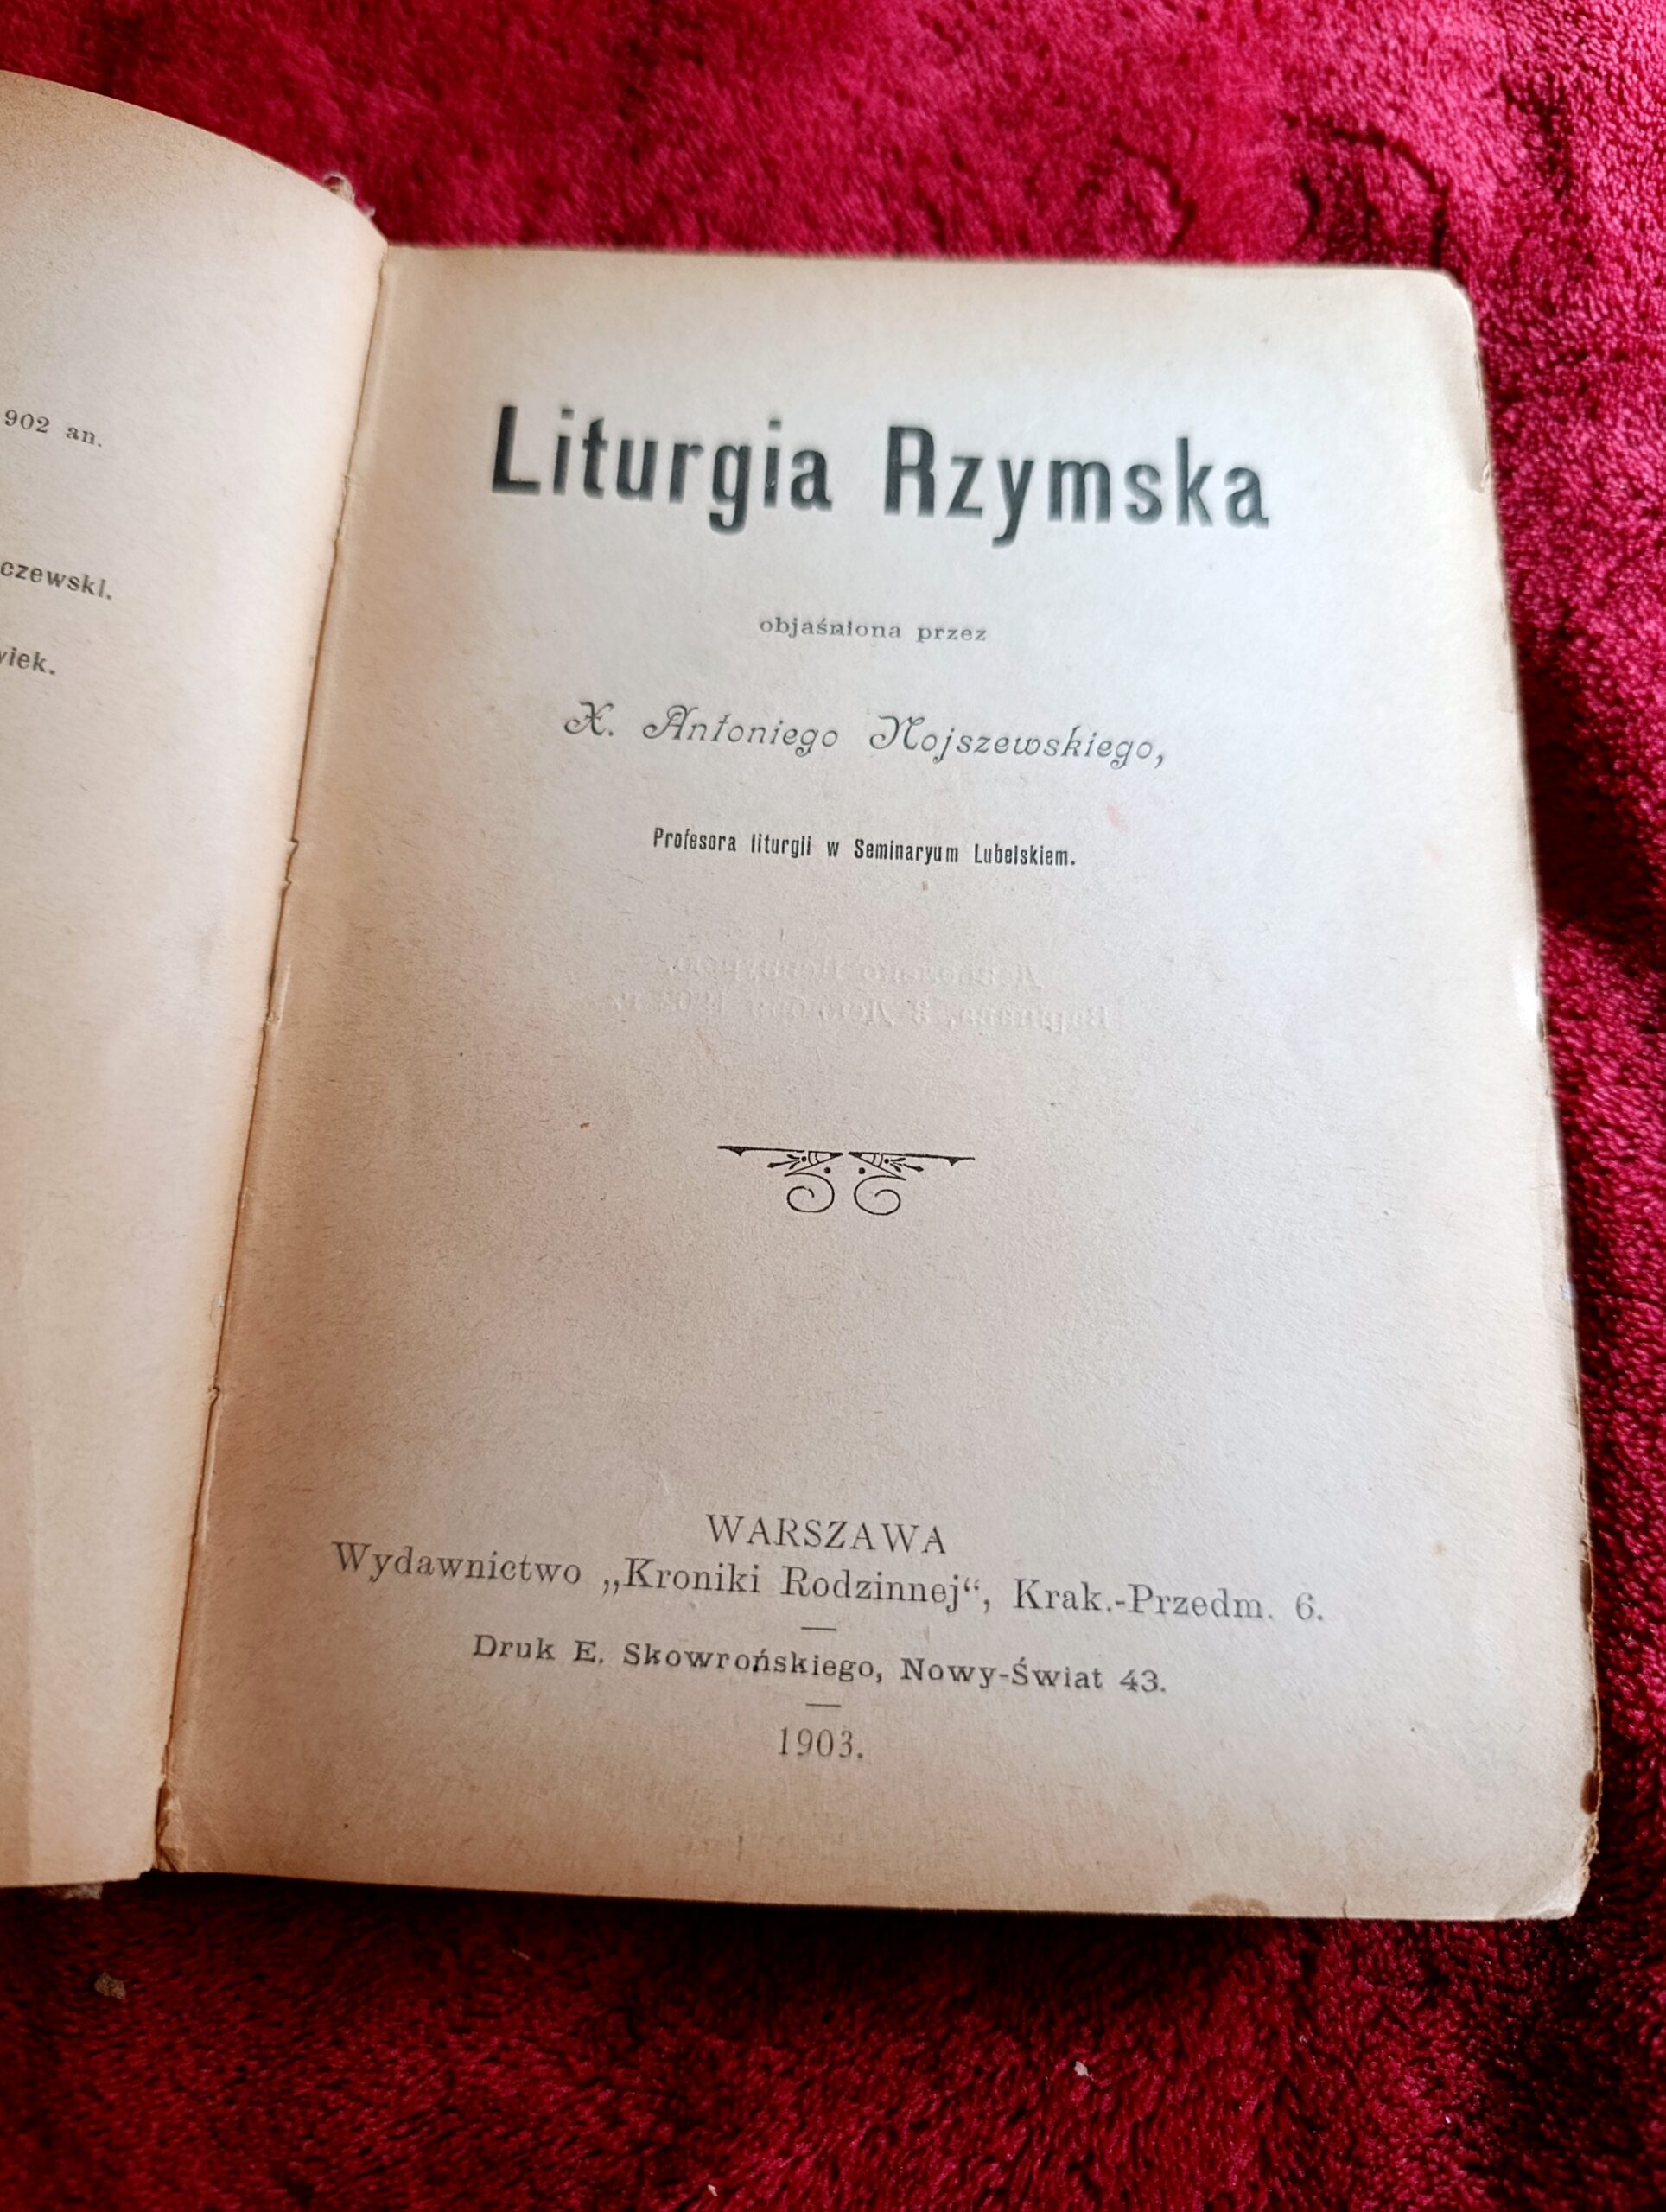 902 an.
czewski.
wiek.
Liturgia Rzymska
objaśniona przez
X. Antoniego Nojszewskiego,
Profesora liturgii w Seminaryum Lubelskiem.
WARSZAWA
Wydawnictwo „Kroniki Rodzinnej“, Krak.-Przedm. 6.
Druk E. Skowrońskiego, Nowy-Świat 43.
1903.